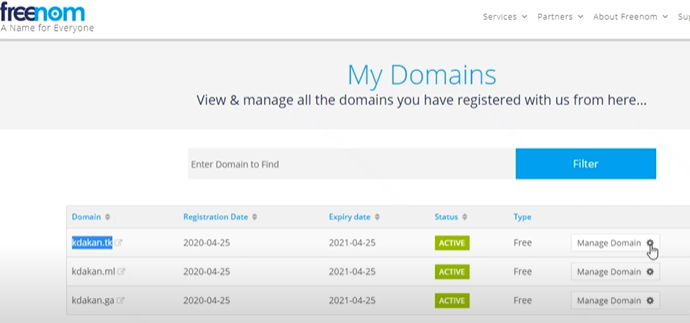 freenom
A Name for Everyone
Services Partners About Freenom
My Domains
View & manage all the domains you have registered with us from here...
Enter Domain to Find Filter
Domain Registration Date Expiry date Status Type
kdakan.tk 2020-04-25 2021-04-25 ACTIVE Free Manage Domain
kdakan.ml 2020-04-25 2021-04-25 ACTIVE Free Manage Domain
kdakan.ga 2020-04-25 2021-04-25 ACTIVE Free Manage Domain